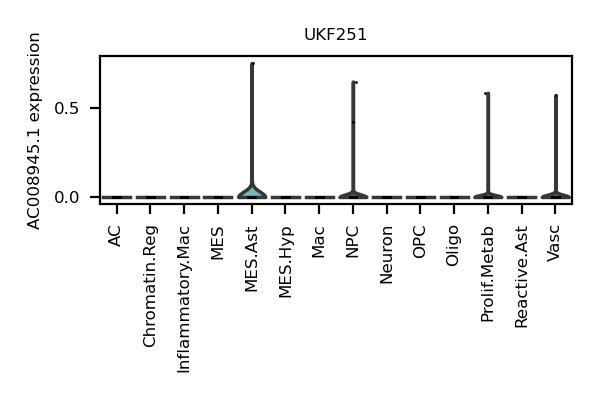 UKF251
AC008945.1 expression
0.5
0.0
AC
Chromatin.Reg
Inflammatory.Mac
MES
MES.Ast
MES.Hyp
Mac
NPC
Neuron
OPC
Oligo
Prolif.Metab
Reactive.Ast
Vasc